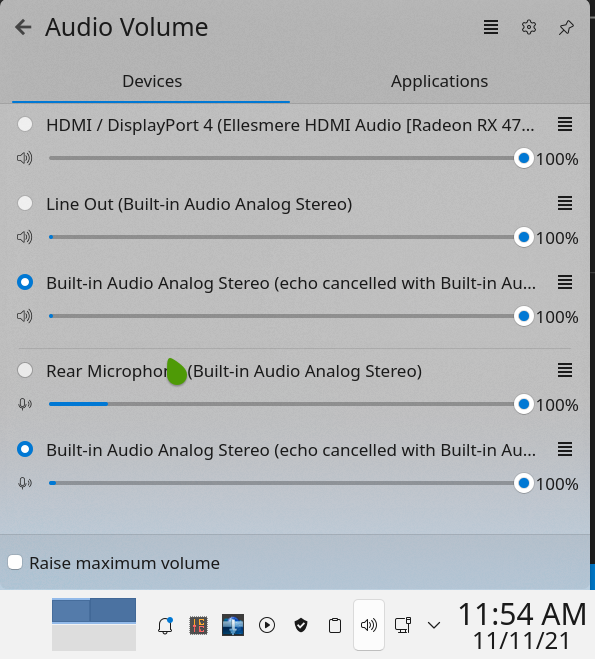 Audio Volume
Devices
Applications
HDMI / DisplayPort 4 (Ellesmere HDMI Audio [Radeon RX 47...
100%
Line Out (Built-in Audio Analog Stereo)
100%
Built-in Audio Analog Stereo (echo cancelled with Built-in Au...
100%
Rear Microphone (Built-in Audio Analog Stereo)
100%
Built-in Audio Analog Stereo (echo cancelled with Built-in Au...
100%
Raise maximum volume
11:54 AM
11/11/21